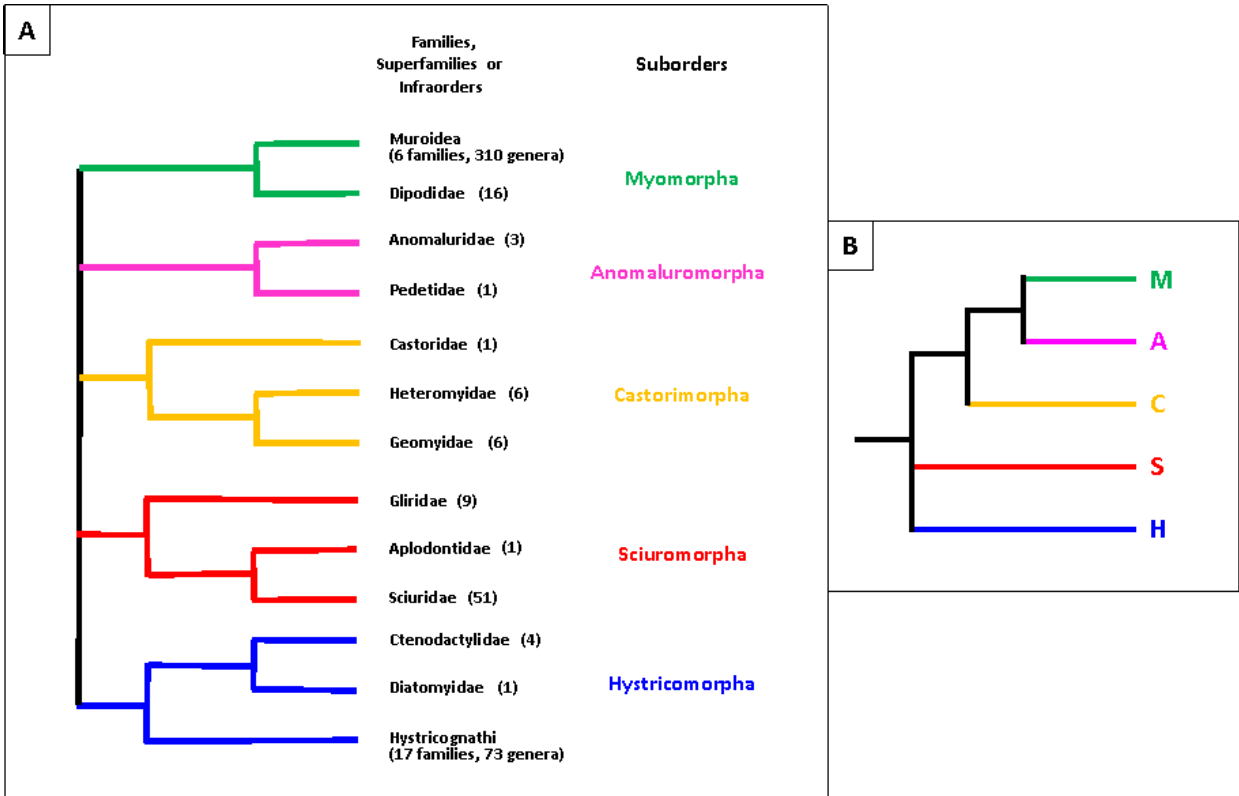 A
Families,
Superfamilies or
Infraorders
Suborders
Muroidea
(6 families, 310 genera)
Myomorpha
Dipodidae (16)
Anomaluridae (3)
Anomaluromorpha
Pedetidae (1)
Castoridae (1)
Heteromyidae (6)
Castorimorpha
Geomyidae (6)
Gliridae (9)
Aplodontidae (1)
Sciuromorpha
Sciuridae (51)
Ctenodactylidae (4)
Diatomyidae (1)
Hystricomorpha
Hystricognathi
(17 families, 73 genera)
B
M
A
C
S
H